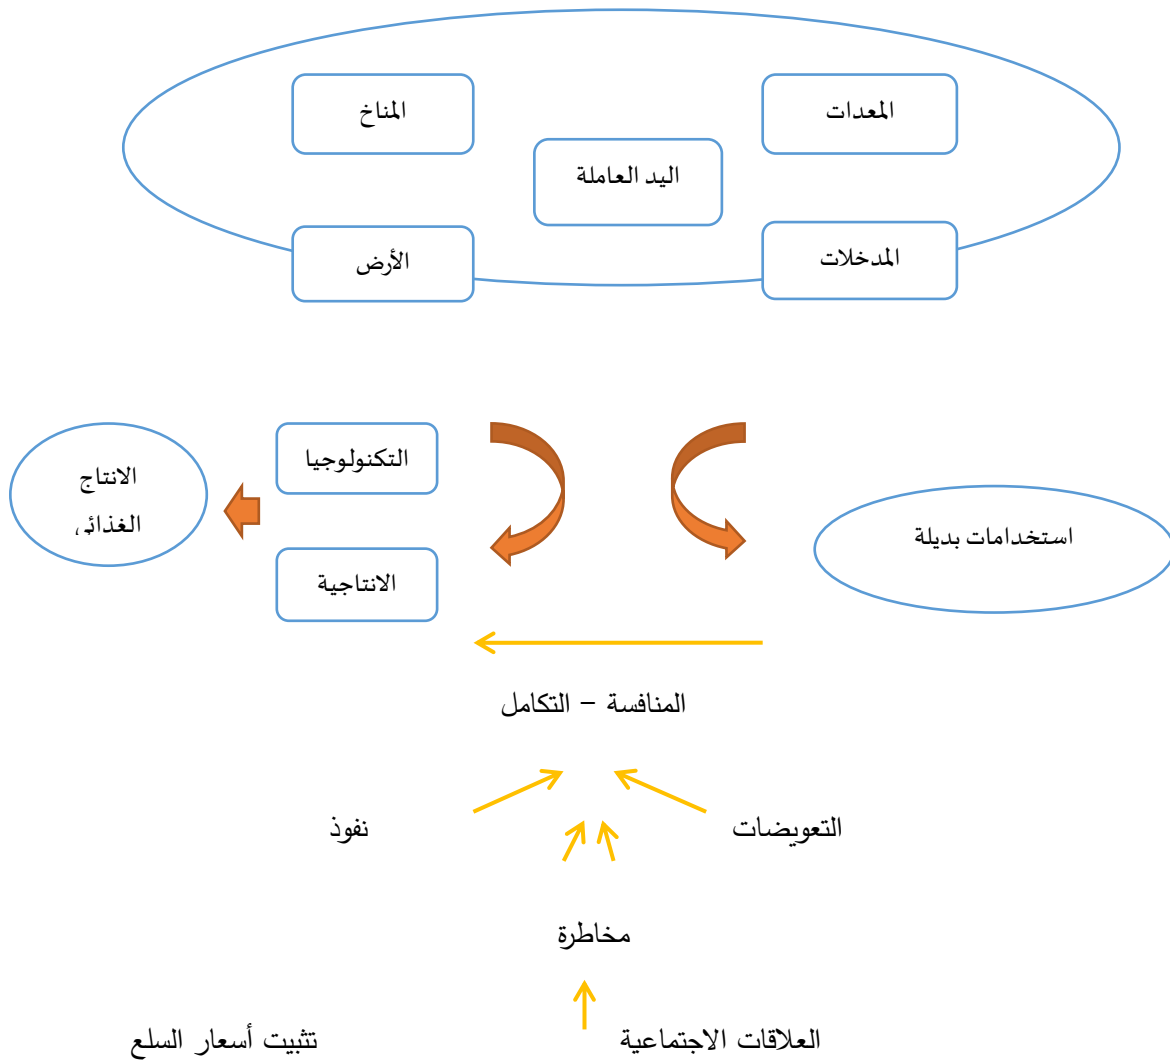 المناخ
المعدات
اليد العاملة
الأرض
المدخلات
التكنولوجيا
الانتاج
الغذائي
استخدامات بديلة
الانتاجية
المنافسة – التكامل
نفوذ
التعويضات
مخاطرة
العلاقات الاجتماعية
تثبيت أسعار السلع